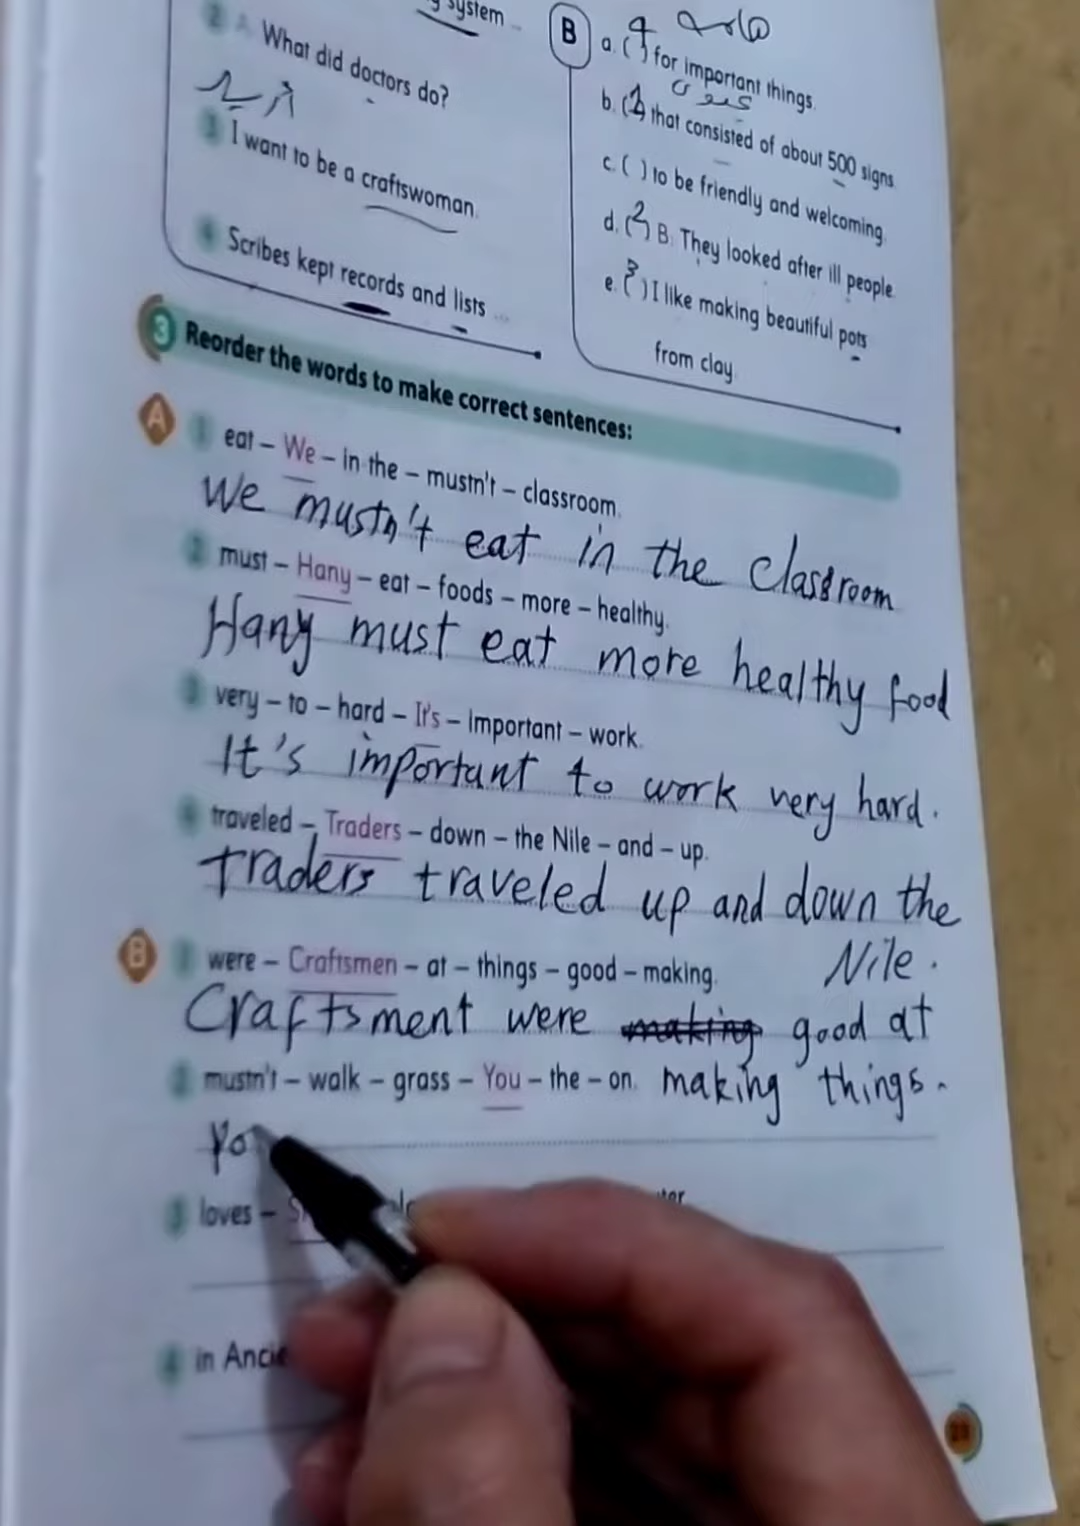 system ...
2 A. What did doctors do?
3 I want to be a craftswoman.
4 Scribes kept records and lists ...
B
a. (4) for important things.
b. (1) that consisted of about 500 signs.
c. ( ) to be friendly and welcoming.
d. (2) B. They looked after ill people.
e. (3) I like making beautiful pots
from clay.
3 Reorder the words to make correct sentences:
A 1 eat – We – in the – mustn't – classroom.
We mustn't eat in the classroom
2 must – Hany – eat – foods – more – healthy.
Hany must eat more healthy food
3 very – to – hard – It's – important – work.
It's important to work very hard.
4 traveled – Traders – down – the Nile – and – up.
Traders traveled up and down the
Nile.
B 1 were – Craftsmen – at – things – good – making.
Craftsment were making good at
making things.
2 mustn't – walk – grass – You – the – on.
You
3 loves –
4 in